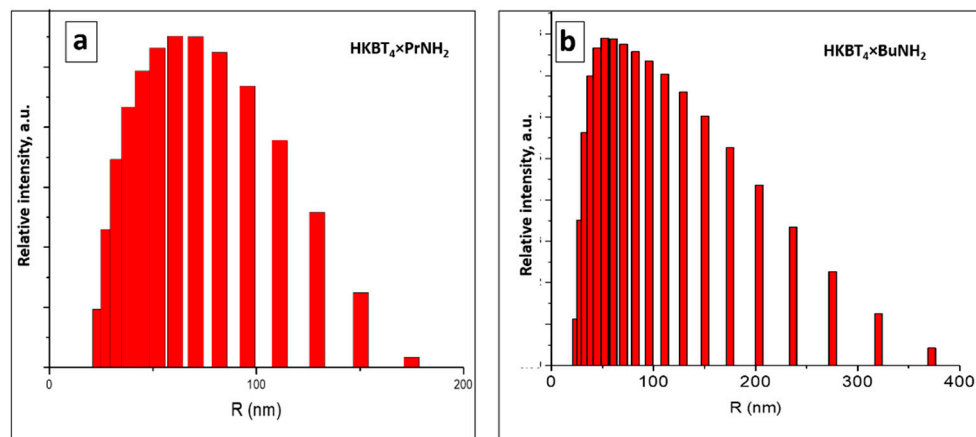 a
HKBT₄×PrNH₂
Relative intensity, a.u.
0
100
200
R (nm)
b
HKBT₄×BuNH₂
Relative intensity, a.u.
0
100
200
300
400
R (nm)